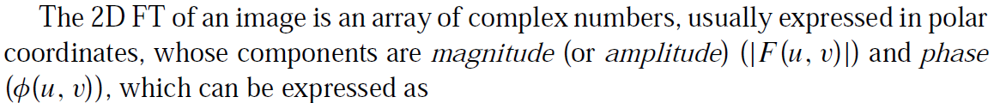 The 2D FT of an image is an array of complex numbers, usually expressed in polar
coordinates, whose components are magnitude (or amplitude) (|F(u, v)|) and phase
(ϕ(u, v)), which can be expressed as